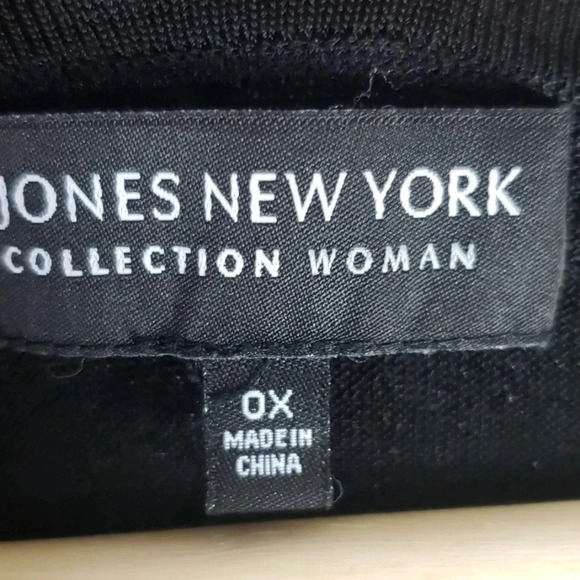 JONES NEW YORK
COLLECTION WOMAN
0X
MADE IN
CHINA